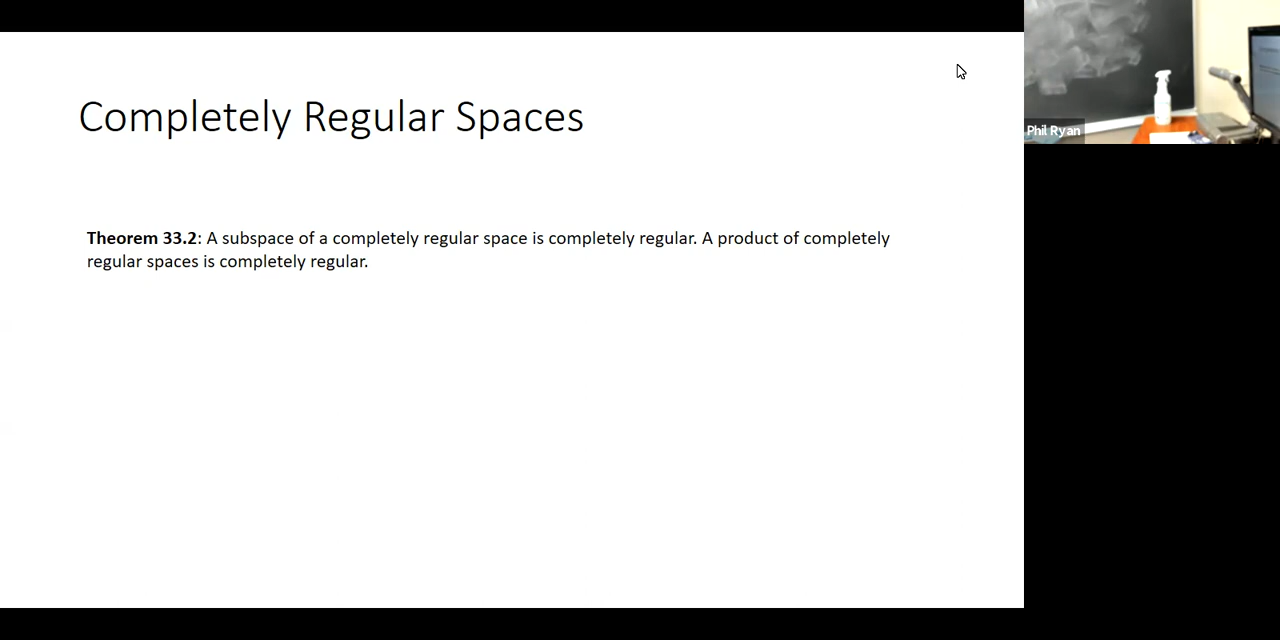 Completely Regular Spaces
Theorem 33.2: A subspace of a completely regular space is completely regular. A product of completely
regular spaces is completely regular.
Phil Ryan